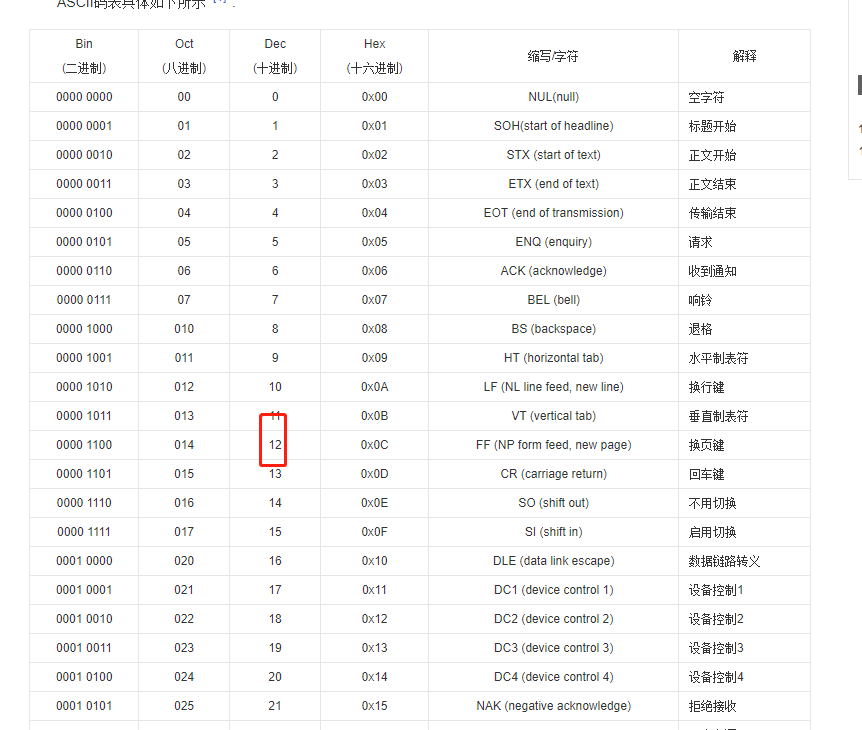 ASCII码表具体如下所示
Bin Oct Dec Hex 缩写/字符 解释
(二进制) (八进制) (十进制) (十六进制)
0000 0000 00 0 0x00 NUL(null) 空字符
0000 0001 01 1 0x01 SOH(start of headline) 标题开始
0000 0010 02 2 0x02 STX (start of text) 正文开始
0000 0011 03 3 0x03 ETX (end of text) 正文结束
0000 0100 04 4 0x04 EOT (end of transmission) 传输结束
0000 0101 05 5 0x05 ENQ (enquiry) 请求
0000 0110 06 6 0x06 ACK (acknowledge) 收到通知
0000 0111 07 7 0x07 BEL (bell) 响铃
0000 1000 010 8 0x08 BS (backspace) 退格
0000 1001 011 9 0x09 HT (horizontal tab) 水平制表符
0000 1010 012 10 0x0A LF (NL line feed, new line) 换行键
0000 1011 013 11 0x0B VT (vertical tab) 垂直制表符
0000 1100 014 12 0x0C FF (NP form feed, new page) 换页键
0000 1101 015 13 0x0D CR (carriage return) 回车键
0000 1110 016 14 0x0E SO (shift out) 不用切换
0000 1111 017 15 0x0F SI (shift in) 启用切换
0001 0000 020 16 0x10 DLE (data link escape) 数据链路转义
0001 0001 021 17 0x11 DC1 (device control 1) 设备控制1
0001 0010 022 18 0x12 DC2 (device control 2) 设备控制2
0001 0011 023 19 0x13 DC3 (device control 3) 设备控制3
0001 0100 024 20 0x14 DC4 (device control 4) 设备控制4
0001 0101 025 21 0x15 NAK (negative acknowledge) 拒绝接收